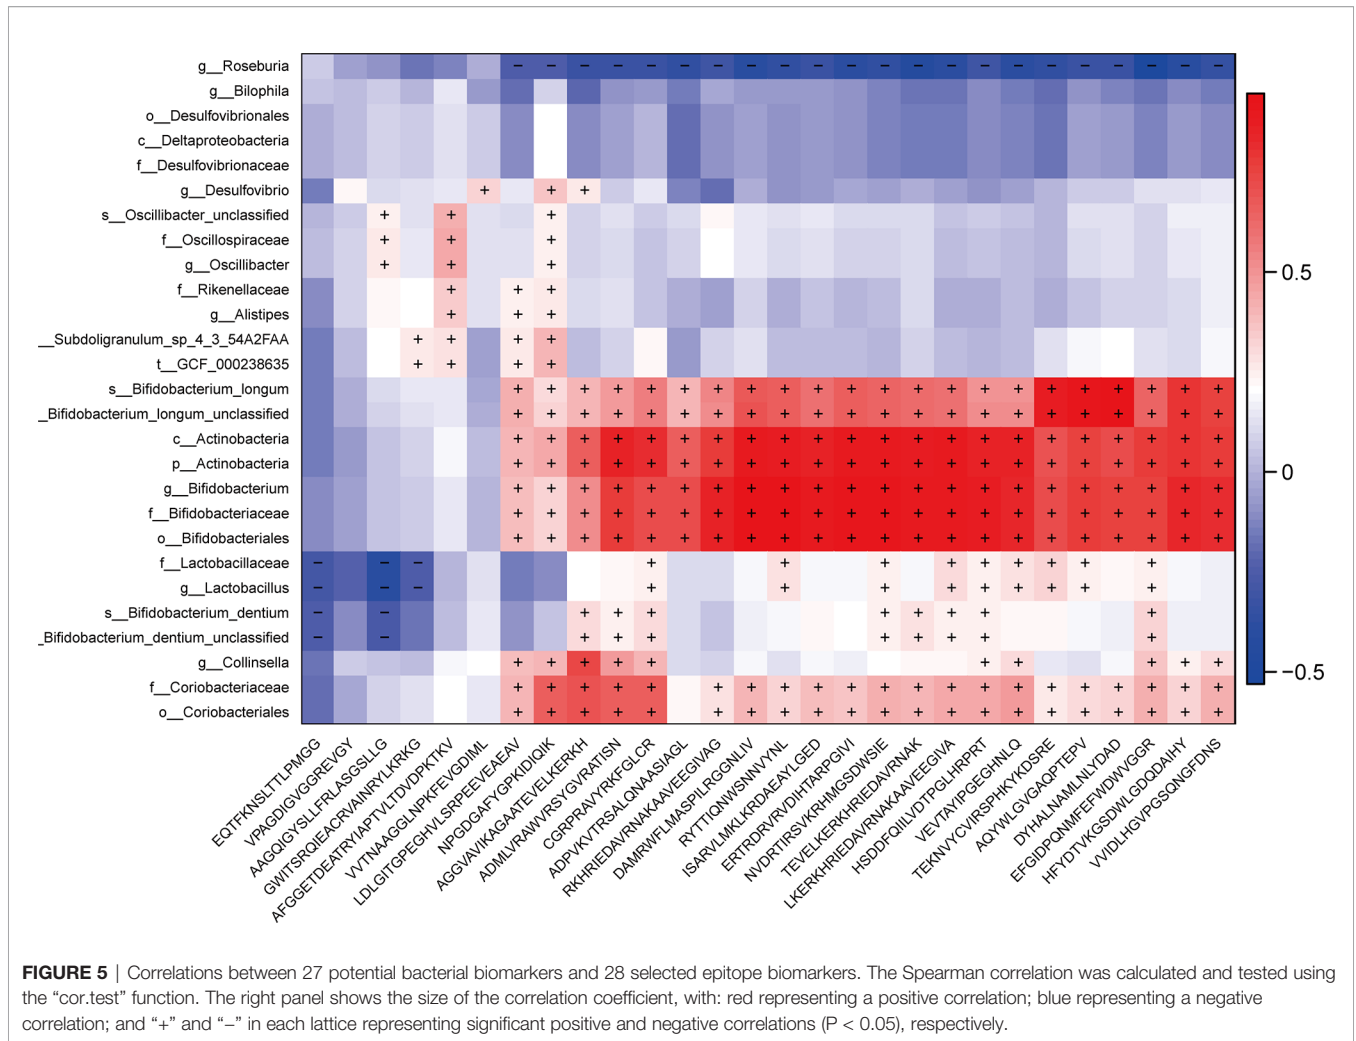 g__Roseburia
g__Bilophila
o__Desulfovibrionales
c__Deltaproteobacteria
f__Desulfovibrionaceae
g__Desulfovibrio
s__Oscillibacter_unclassified
f__Oscillospiraceae
g__Oscillibacter
f__Rikenellaceae
g__Alistipes
__Subdoligranulum_sp_4_3_54A2FAA
t__GCF_000238635
s__Bifidobacterium_longum
_Bifidobacterium_longum_unclassified
c__Actinobacteria
p__Actinobacteria
g__Bifidobacterium
f__Bifidobacteriaceae
o__Bifidobacteriales
f__Lactobacillaceae
g__Lactobacillus
s__Bifidobacterium_dentium
_Bifidobacterium_dentium_unclassified
g__Collinsella
f__Coriobacteriaceae
o__Coriobacteriales
0.5
0
−0.5
EQTFKNSLTTLPMGG
VPAGDIGVGGREVGY
AAGQIGYSLLFRLASGSLLG
GWITSRQIEACRVAINRYLKRKG
AFGGETDEATRYIAPTVLTDVDPKTKV
VVTNAAGGLNPKFEVGDIML
LDLGITGPEGHVLSRPEEVEAEAV
NPGDGAFYGPKIDIQIK
AGGVAVIKAGAATEVELKERKH
ADMLVRAWVRSYGVRATISN
CGRPRAVYRKFGLCR
ADPVKVTRSALQNAASIAGL
RKHRIEDAVRNAKAAVEEGIVAG
DAMRWFLMASPILRGGNLIV
RYTTIQNWSNNVYNL
ISARVLMKLKRDAEAYLGED
ERTRDRVRVDIHTARPGIVI
NVDRTIRSVKRHMGSDWSIE
TEVELKERKHRIEDAVRNAK
LKERKHRIEDAVRNAKAAVEEGIVA
HSDDFQIILVDTPGLHRPRT
VEVTAYIPGEGHNLQ
TEKNVYCVIRSPHKYKDSRE
AQYWLGVGAQPTEPV
DYHALNAMLNLYDAD
EFGIDPQNMFEFVDWVGGR
HFYDTVKGSDWLGDQDAIHY
VVIDLHGVPGSQNGFDNS
FIGURE 5 | Correlations between 27 potential bacterial biomarkers and 28 selected epitope biomarkers. The Spearman correlation was calculated and tested using
the “cor.test” function. The right panel shows the size of the correlation coefficient, with: red representing a positive correlation; blue representing a negative
correlation; and “+” and “−” in each lattice representing significant positive and negative correlations (P < 0.05), respectively.